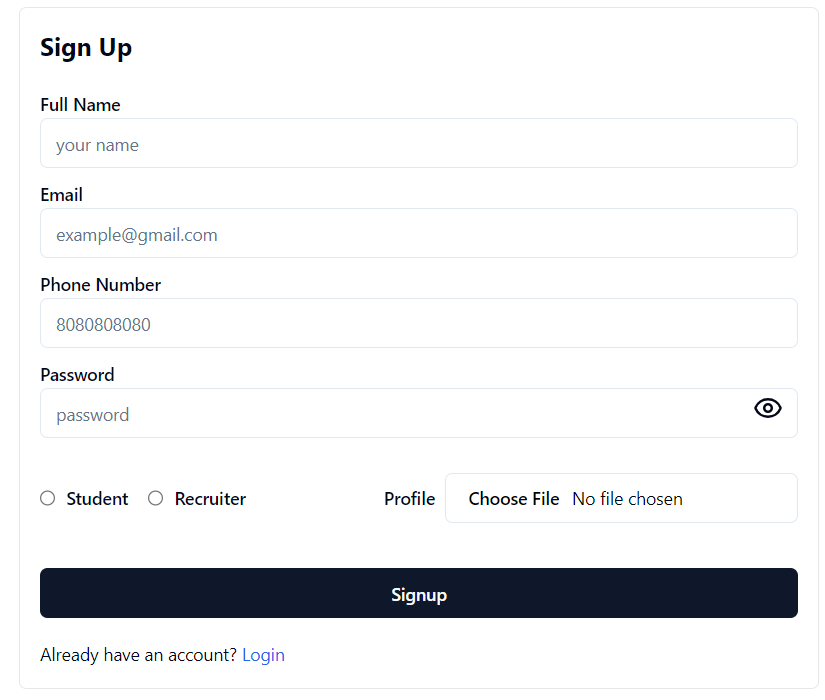 Sign Up
Full Name
your name
Email
example@gmail.com
Phone Number
8080808080
Password
password
Student Recruiter Profile Choose File No file chosen
Signup
Already have an account? Login